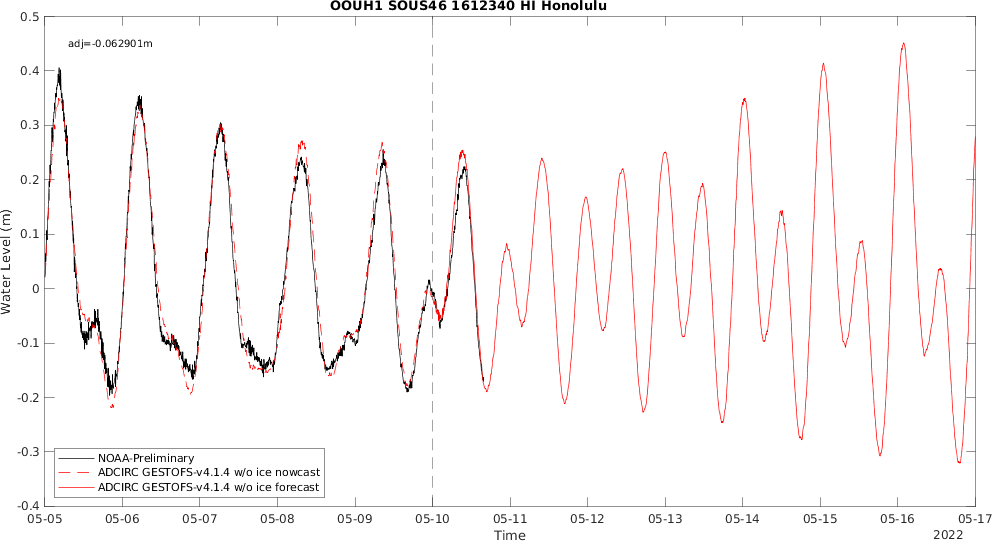 OOUH1 SOUS46 1612340 HI Honolulu
adj=-0.062901m
0.5
0.4
0.3
0.2
0.1
0
-0.1
-0.2
-0.3
-0.4
Water Level (m)
NOAA-Preliminary
ADCIRC GESTOFS-v4.1.4 w/o ice nowcast
ADCIRC GESTOFS-v4.1.4 w/o ice forecast
05-05 05-06 05-07 05-08 05-09 05-10 05-11 05-12 05-13 05-14 05-15 05-16 05-17
Time
2022